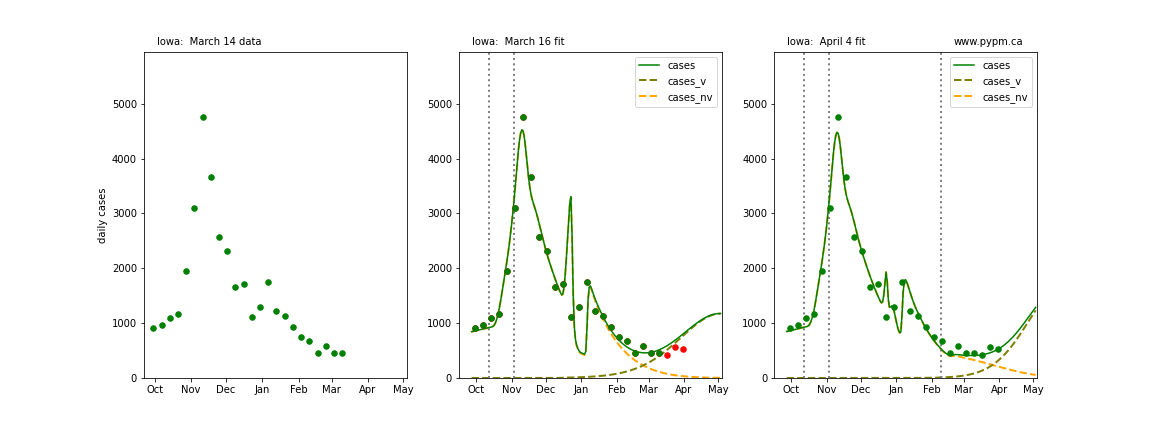 Iowa:  March 14 data
daily cases
5000
4000
3000
2000
1000
0
Oct Nov Dec Jan Feb Mar Apr May
Iowa:  March 16 fit
cases
cases_v
cases_nv
5000
4000
3000
2000
1000
0
Oct Nov Dec Jan Feb Mar Apr May
Iowa:  April 4 fit www.pypm.ca
cases
cases_v
cases_nv
5000
4000
3000
2000
1000
0
Oct Nov Dec Jan Feb Mar Apr May